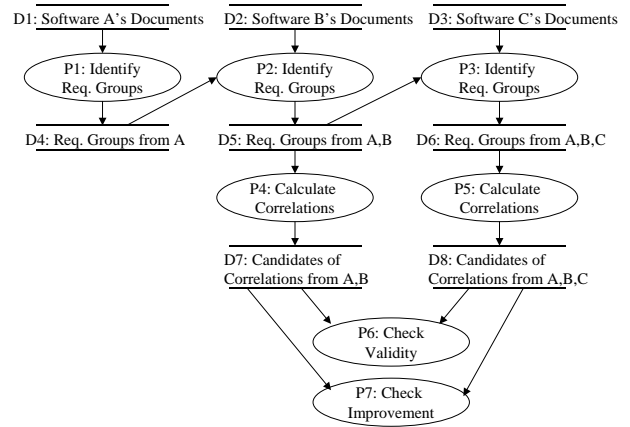 D1: Software A's Documents
D2: Software B's Documents
D3: Software C's Documents
P1: Identify
Req. Groups
P2: Identify
Req. Groups
P3: Identify
Req. Groups
D4: Req. Groups from A
D5: Req. Groups from A,B
D6: Req. Groups from A,B,C
P4: Calculate
Correlations
P5: Calculate
Correlations
D7: Candidates of
Correlations from A,B
D8: Candidates of
Correlations from A,B,C
P6: Check
Validity
P7: Check
Improvement